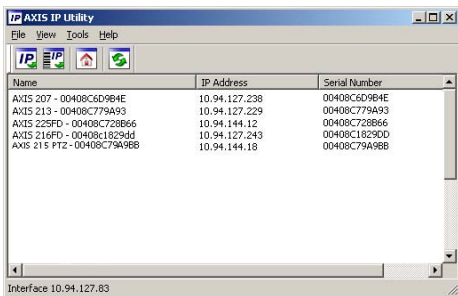 IP AXIS IP Utility
File View Tools Help
IP IP
Name IP Address Serial Number
AXIS 207 - 00408C6D9B4E 10.94.127.238 00408C6D9B4E
AXIS 213 - 00408C779A93 10.94.127.229 00408C779A93
AXIS 225FD - 00408C728B66 10.94.144.12 00408C728B66
AXIS 216FD - 00408c1829dd 10.94.127.243 00408C1829DD
AXIS 215 PTZ - 00408C79A9BB 10.94.144.18 00408C79A9BB
Interface 10.94.127.83